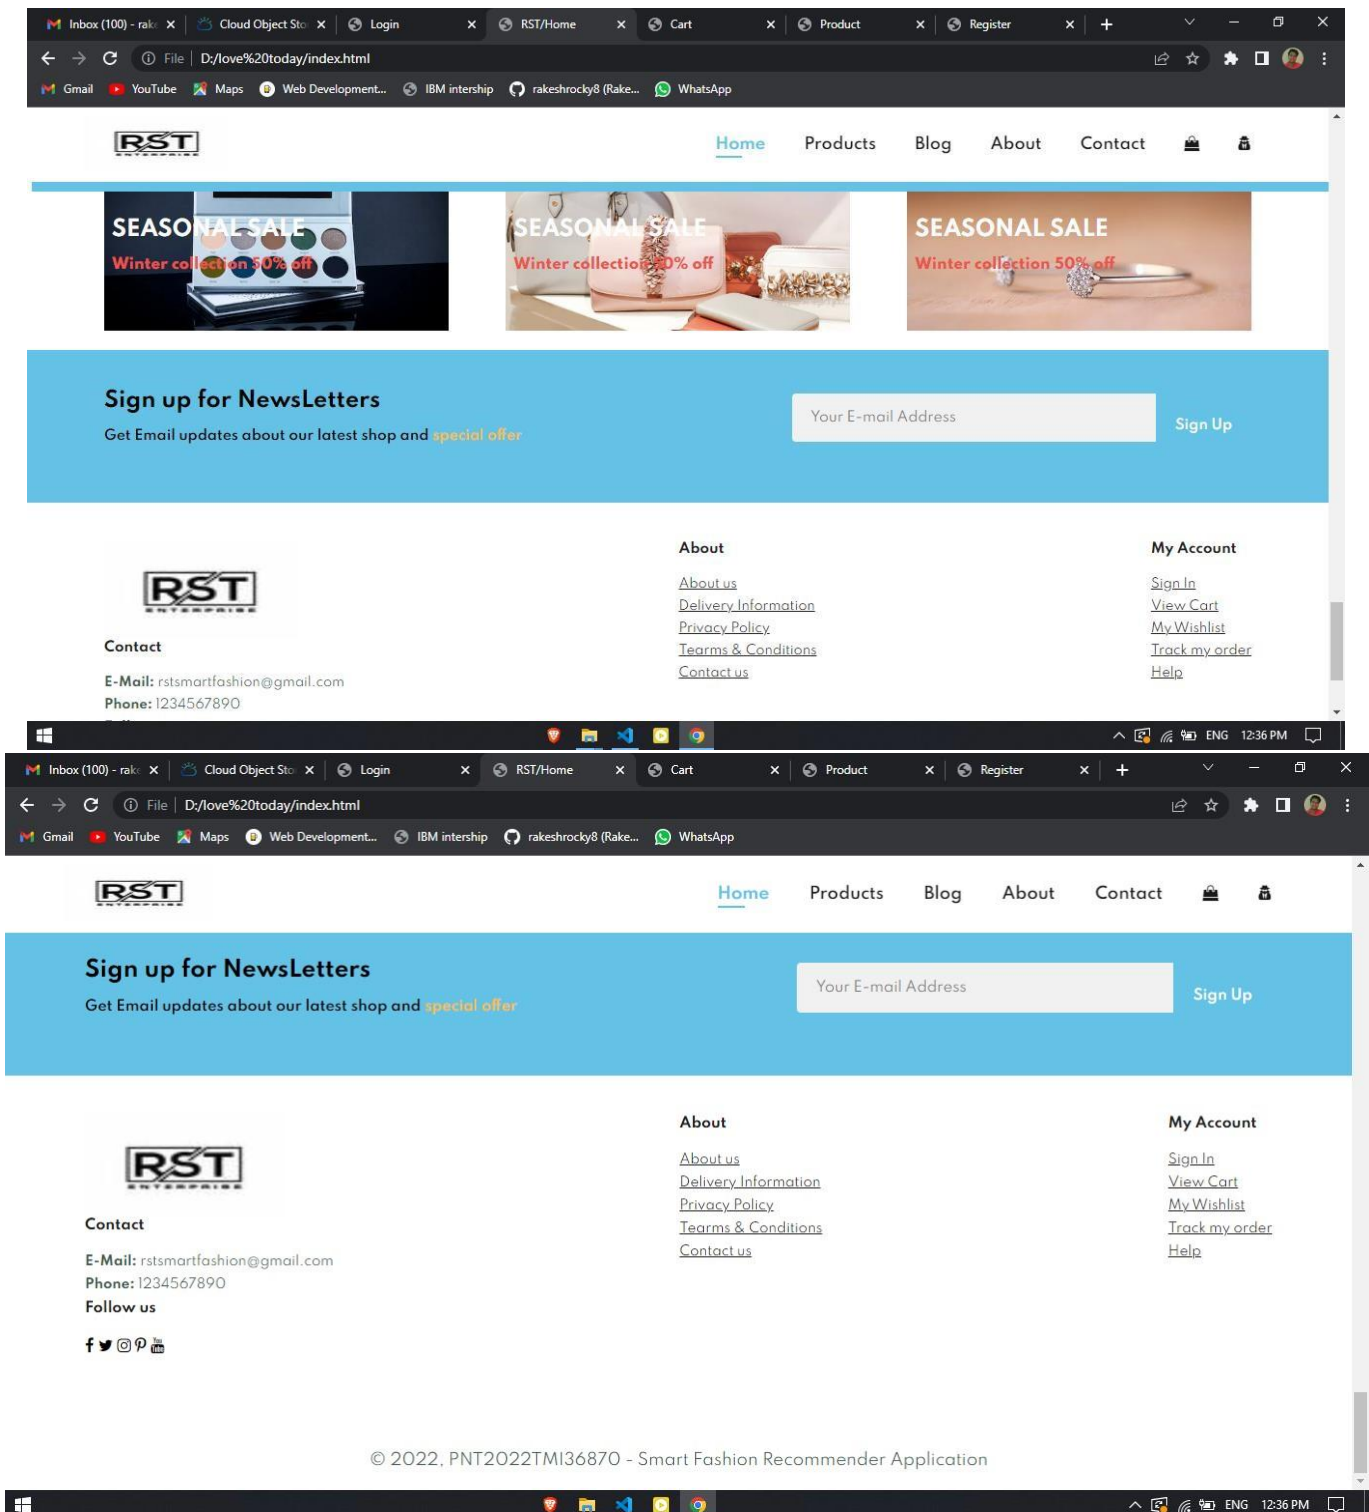 Inbox (100) - rak
Cloud Object Sto
Login
RST/Home
Cart
Product
Register
File
D:/love%20today/index.html
Gmail
YouTube
Maps
Web Development...
IBM intership
rakeshrocky8 (Rake...
WhatsApp
RST
ENTERPRISE
Home
Products
Blog
About
Contact
SEASONAL SALE
Winter collection 50% off
SEASONAL SALE
Winter collection 50% off
SEASONAL SALE
Winter collection 50% off
Sign up for NewsLetters
Get Email updates about our latest shop and special offer
Your E-mail Address
Sign Up
RST
ENTERPRISE
Contact
E-Mail: rstsmartfashion@gmail.com
Phone: 1234567890
About
About us
Delivery Information
Privacy Policy
Tearms & Conditions
Contact us
My Account
Sign In
View Cart
My Wishlist
Track my order
Help
ENG 12:36 PM
Inbox (100) - rak
Cloud Object Sto
Login
RST/Home
Cart
Product
Register
File
D:/love%20today/index.html
Gmail
YouTube
Maps
Web Development...
IBM intership
rakeshrocky8 (Rake...
WhatsApp
RST
ENTERPRISE
Home
Products
Blog
About
Contact
Sign up for NewsLetters
Get Email updates about our latest shop and special offer
Your E-mail Address
Sign Up
RST
ENTERPRISE
Contact
E-Mail: rstsmartfashion@gmail.com
Phone: 1234567890
Follow us
You
Tube
About
About us
Delivery Information
Privacy Policy
Tearms & Conditions
Contact us
My Account
Sign In
View Cart
My Wishlist
Track my order
Help
© 2022, PNT2022TMI36870 - Smart Fashion Recommender Application
ENG 12:36 PM